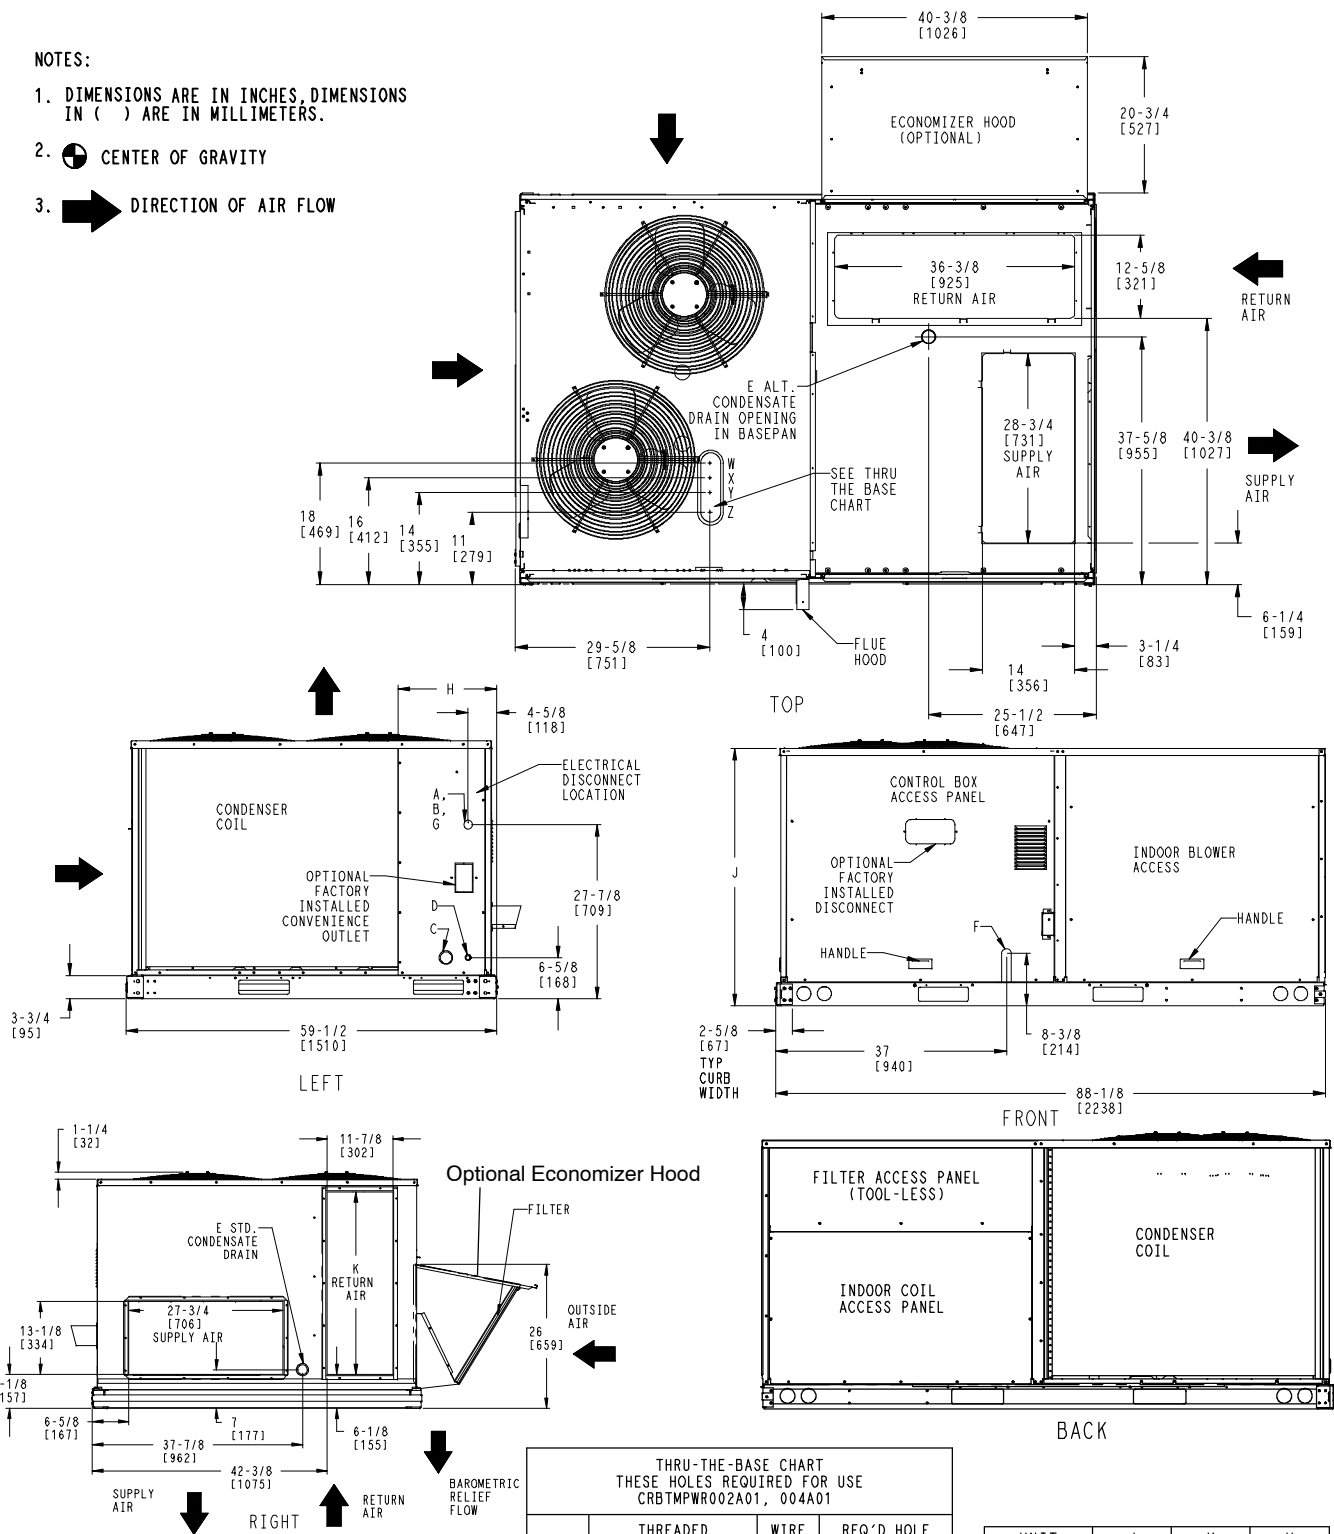 NOTES:
1. DIMENSIONS ARE IN INCHES, DIMENSIONS
IN ( ) ARE IN MILLIMETERS.
2. CENTER OF GRAVITY
3. DIRECTION OF AIR FLOW
40-3/8
[1026]
ECONOMIZER HOOD
(OPTIONAL)
20-3/4
[527]
36-3/8
[925]
RETURN AIR
12-5/8
[321]
RETURN
AIR
E ALT.
CONDENSATE
DRAIN OPENING
IN BASEPAN
28-3/4
[731]
SUPPLY
AIR
37-5/8
[955]
40-3/8
[1027]
SUPPLY
AIR
W
X
Y
Z
SEE THRU
THE BASE
CHART
18
[469]
16
[412]
14
[355]
11
[279]
29-5/8
[751]
4
[100]
FLUE
HOOD
14
[356]
3-1/4
[83]
6-1/4
[159]
25-1/2
[647]
TOP
H
4-5/8
[118]
ELECTRICAL
DISCONNECT
LOCATION
CONDENSER
COIL
A,
B,
G
OPTIONAL
FACTORY
INSTALLED
CONVENIENCE
OUTLET
D
C
27-7/8
[709]
6-5/8
[168]
3-3/4
[95]
59-1/2
[1510]
LEFT
J
CONTROL BOX
ACCESS PANEL
OPTIONAL
FACTORY
INSTALLED
DISCONNECT
INDOOR BLOWER
ACCESS
F
HANDLE
HANDLE
2-5/8
[67]
TYP
CURB
WIDTH
37
[940]
8-3/8
[214]
88-1/8
[2238]
FRONT
1-1/4
[32]
11-7/8
[302]
Optional Economizer Hood
FILTER
E STD.
CONDENSATE
DRAIN
K
RETURN
AIR
27-3/4
[706]
SUPPLY AIR
13-1/8
[334]
26
[659]
OUTSIDE
AIR
-1/8
157]
6-5/8
[167]
7
[177]
6-1/8
[155]
37-7/8
[962]
42-3/8
[1075]
SUPPLY
AIR
RETURN
AIR
BAROMETRIC
RELIEF
FLOW
RIGHT
FILTER ACCESS PANEL
(TOOL-LESS)
INDOOR COIL
ACCESS PANEL
CONDENSER
COIL
BACK
THRU-THE-BASE CHART
THESE HOLES REQUIRED FOR USE
CRBTMPWR002A01, 004A01
THREADED WIRE REQ'D HOLE